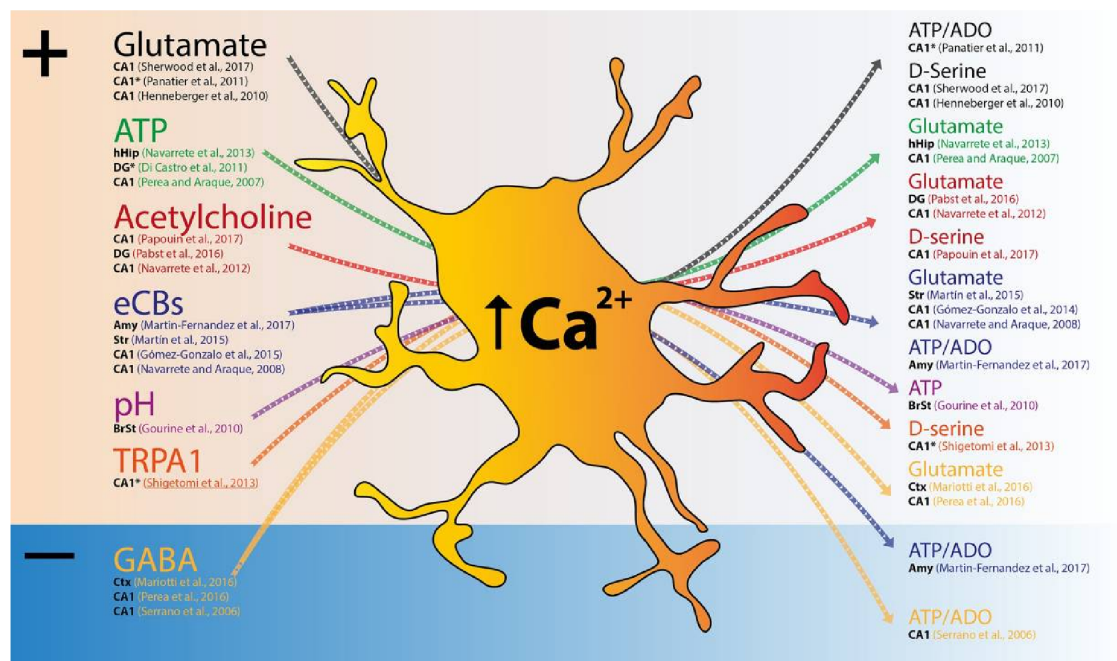 +
Glutamate
CA1 (Sherwood et al., 2017)
CA1* (Panatier et al., 2011)
CA1 (Henneberger et al., 2010)
ATP
hHip (Navarrete et al., 2013)
DG* (Di Castro et al., 2011)
CA1 (Perea and Araque, 2007)
Acetylcholine
CA1 (Papouin et al., 2017)
DG (Pabst et al., 2016)
CA1 (Navarrete et al., 2012)
eCBs
Amy (Martin-Fernandez et al., 2017)
Str (Martín et al., 2015)
CA1 (Gómez-Gonzalo et al., 2015)
CA1 (Navarrete and Araque, 2008)
pH
BrSt (Gourine et al., 2010)
TRPA1
CA1* (Shigetomi et al., 2013)
−
GABA
Ctx (Mariotti et al., 2016)
CA1 (Perea et al., 2016)
CA1 (Serrano et al., 2006)
↑Ca2+
ATP/ADO
CA1* (Panatier et al., 2011)
D-Serine
CA1 (Sherwood et al., 2017)
CA1 (Henneberger et al., 2010)
Glutamate
hHip (Navarrete et al., 2013)
CA1 (Perea and Araque, 2007)
Glutamate
DG (Pabst et al., 2016)
CA1 (Navarrete et al., 2012)
D-serine
CA1 (Papouin et al., 2017)
Glutamate
Str (Martín et al., 2015)
CA1 (Gómez-Gonzalo et al., 2014)
CA1 (Navarrete and Araque, 2008)
ATP/ADO
Amy (Martin-Fernandez et al., 2017)
ATP
BrSt (Gourine et al., 2010)
D-serine
CA1* (Shigetomi et al., 2013)
Glutamate
Ctx (Mariotti et al., 2016)
CA1 (Perea et al., 2016)
ATP/ADO
Amy (Martin-Fernandez et al., 2017)
ATP/ADO
CA1 (Serrano et al., 2006)